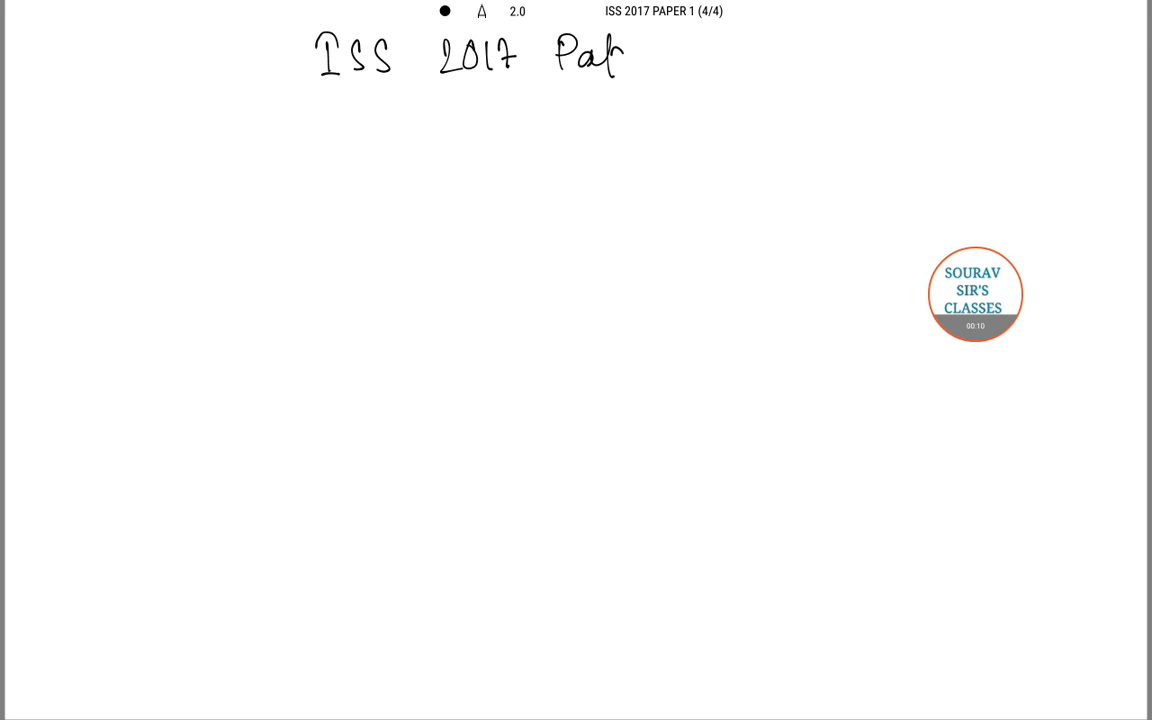 2.0 ISS 2017 PAPER 1 (4/4)
ISS 2017 Pap
SOURAV
SIR'S
CLASSES
00:10